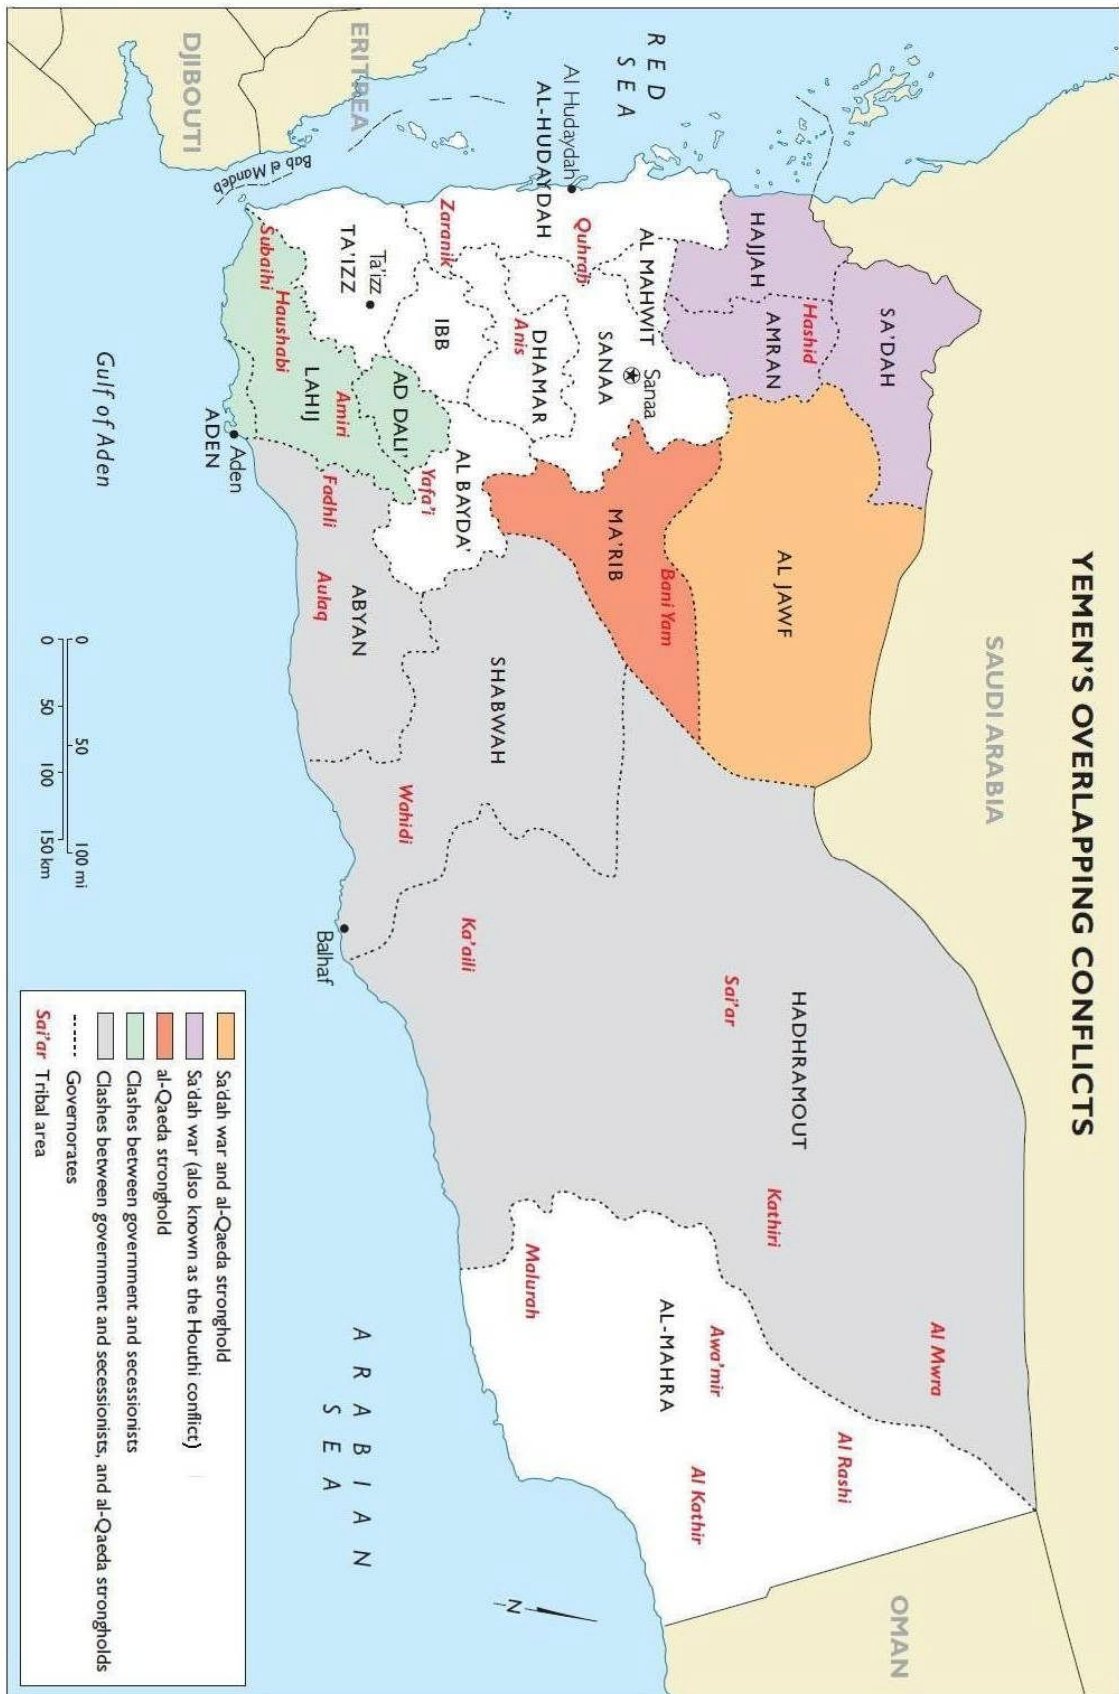 YEMEN'S OVERLAPPING CONFLICTS
SAUDI ARABIA
OMAN
ERITREA
DJIBOUTI
RED
SEA
Bab el Mandeb
Gulf of Aden
ARABIAN
SEA
SA'DAH
HAJJAH
AMRAN
Hashid
AL JAWF
AL MAHWIT
Sanaa
SANAA
MA'RIB
Bani Yam
Al Hudaydah
AL-HUDAYDAH
Quhrah
Zaranik
DHAMAR
Anis
IBB
Ta'izz
TA'IZZ
AD DALI'
AL BAYDA'
Yafa'i
Subaihi
Haushabi
LAHIJ
Amiri
Aden
ADEN
Fadhli
Aulaq
ABYAN
SHABWAH
Wahidi
Balhaf
Ka'aili
Sai'ar
HADHRAMOUT
Kathiri
Al Mwra
Malurah
AL-MAHRA
Awa'mir
Al Rashi
Al Kathir
N
0 50 100 mi
0 50 100 150 km
Sa'dah war and al-Qaeda stronghold
Sa'dah war (also known as the Houthi conflict)
al-Qaeda stronghold
Clashes between government and secessionists
Clashes between government and secessionists, and al-Qaeda strongholds
Governorates
Sai'ar Tribal area